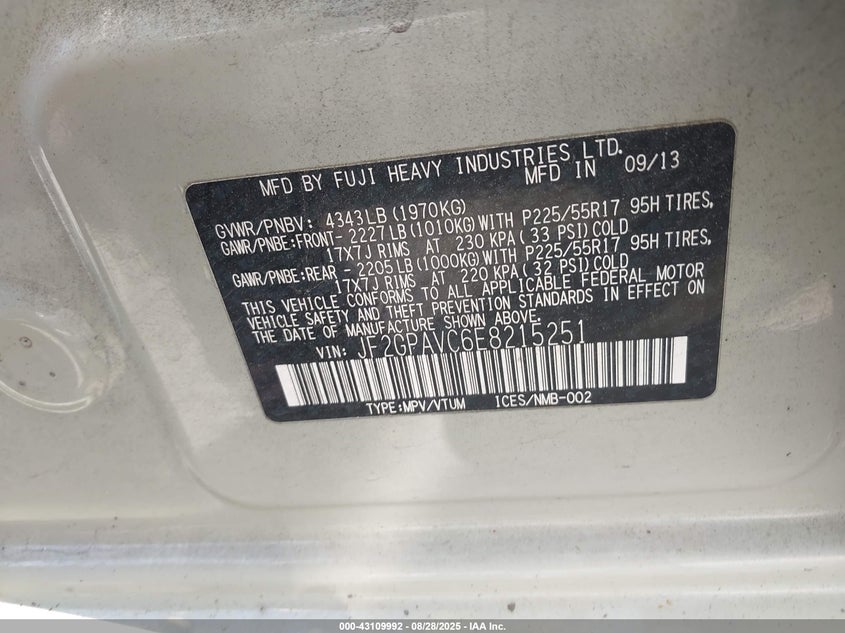 MFD BY FUJI HEAVY INDUSTRIES LTD.
MFD IN 09/13
GVWR/PNBV: 4343LB (1970KG)
GAWR/PNBE:FRONT- 2227LB (1010KG) WITH P225/55R17 95H TIRES,
17X7J RIMS AT 230 KPA ( 33 PSI) COLD
GAWR/PNBE:REAR - 2205LB (1000KG) WITH P225/55R17 95H TIRES,
17X7J RIMS AT 220 KPA ( 32 PSI) COLD
THIS VEHICLE CONFORMS TO ALL APPLICABLE FEDERAL MOTOR
VEHICLE SAFETY AND THEFT PREVENTION STANDARDS IN EFFECT ON
THE DATE OF MANUFACTURE SHOWN ABOVE.
VIN: JF2GPAVC6E8215251
TYPE:MPV/VTUM ICES/NMB-002
000-43109992 - 08/28/2025 - IAA Inc.